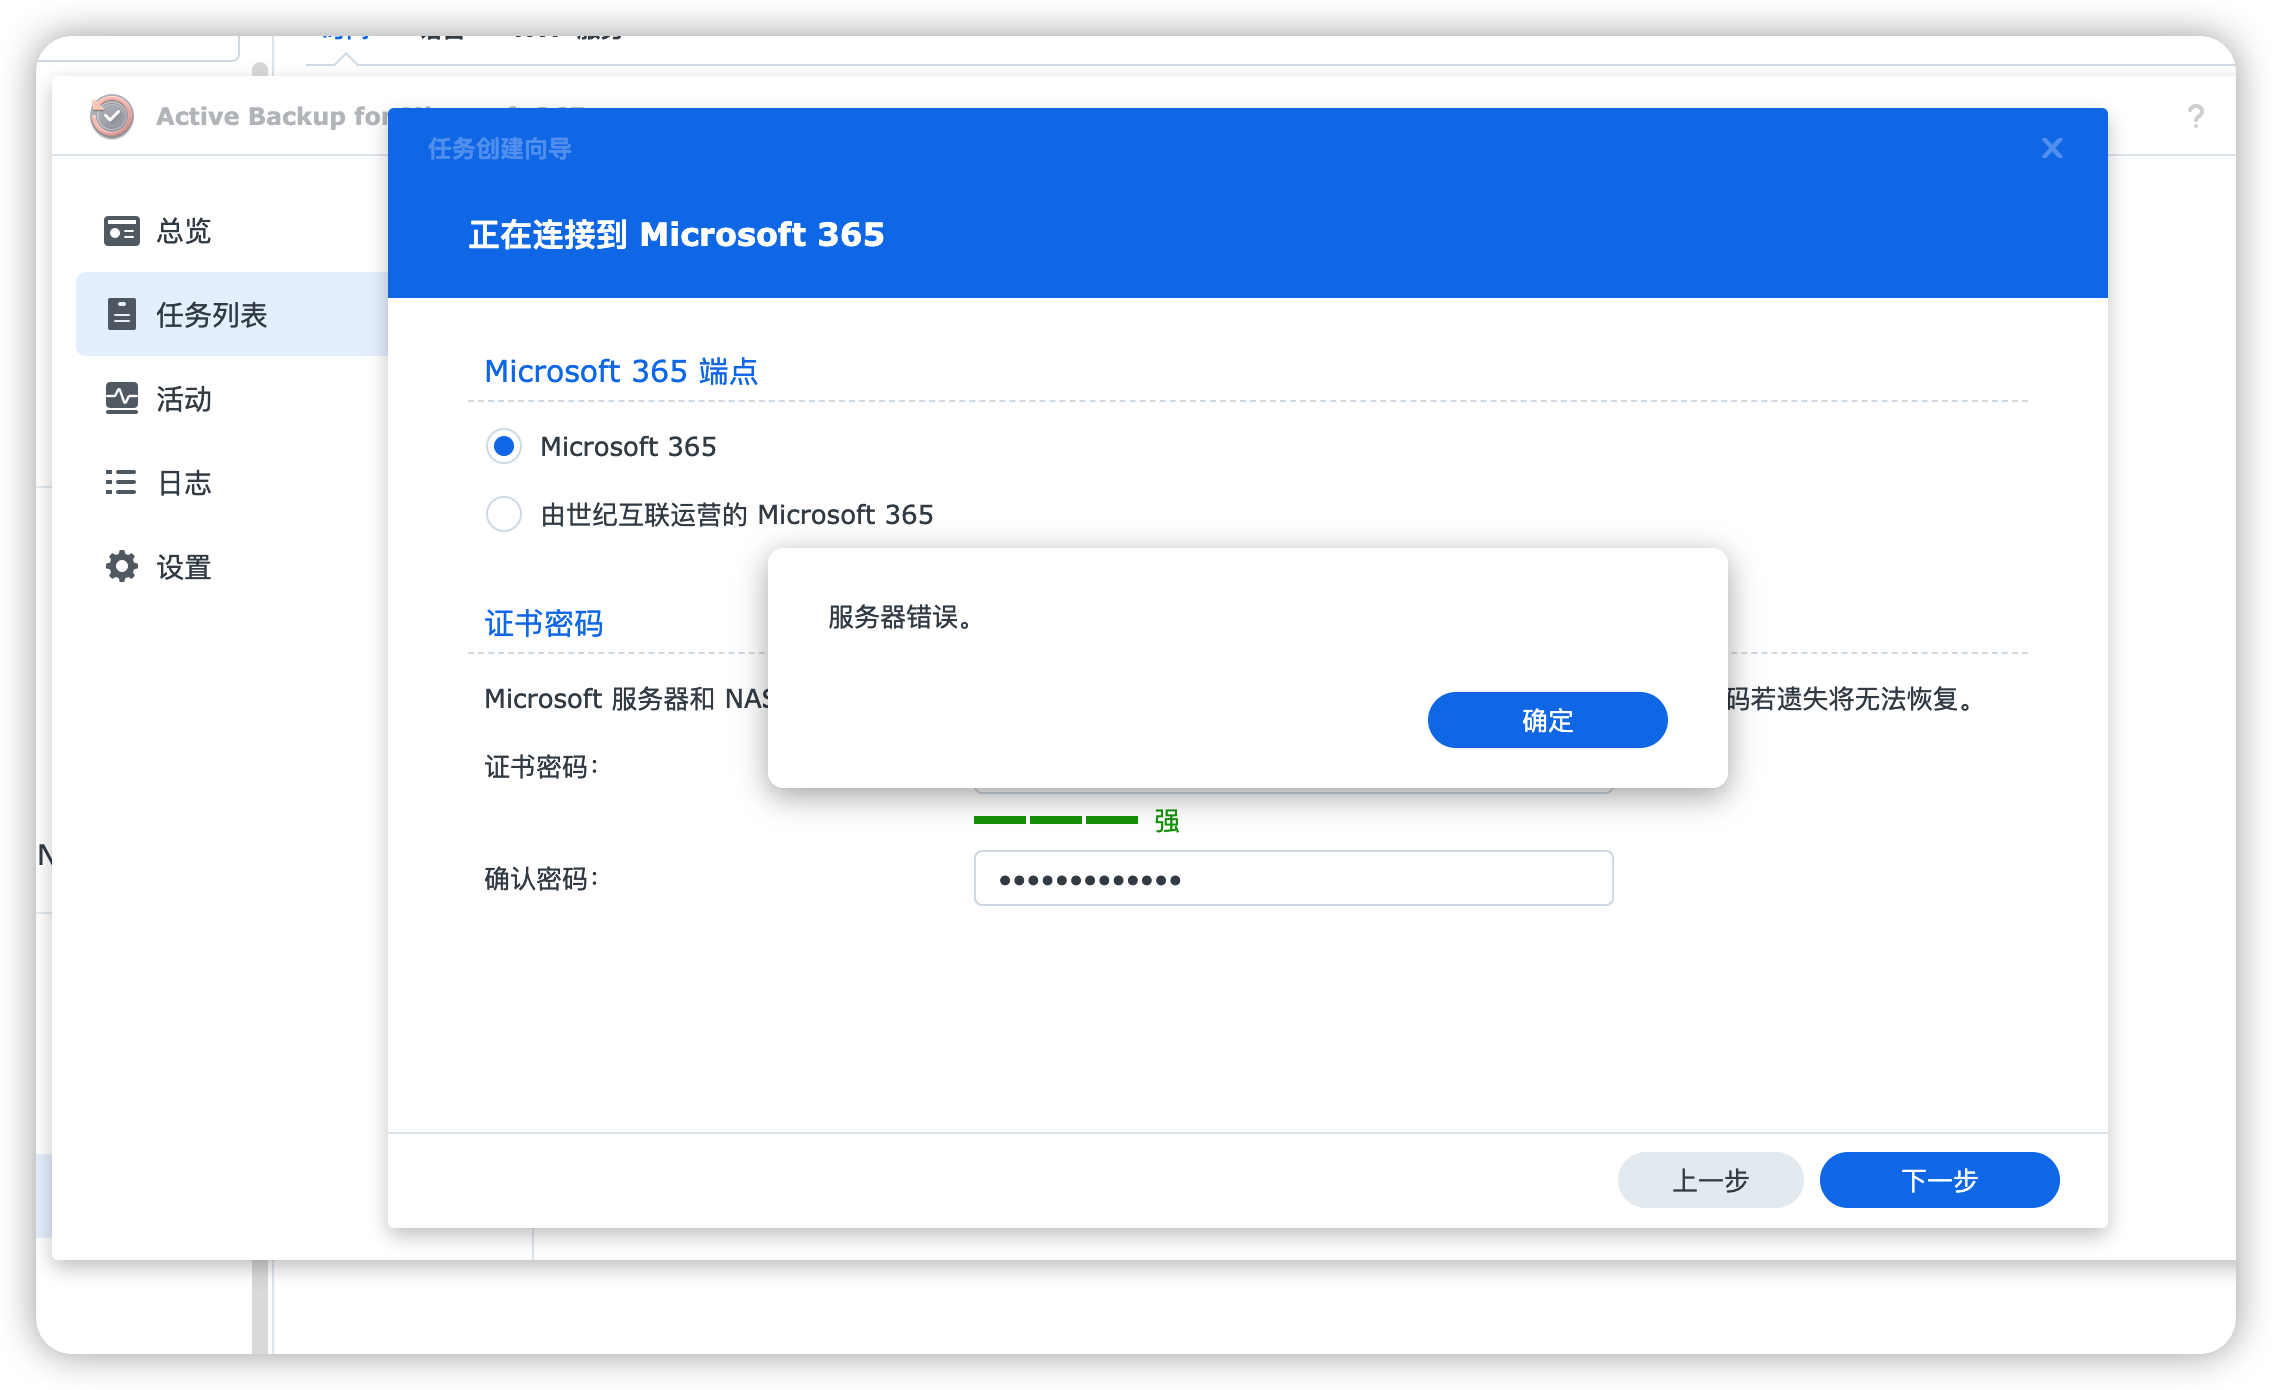 Active Backup for
?
任务创建向导
X
正在连接到 Microsoft 365
总览
任务列表
活动
日志
设置
Microsoft 365 端点
Microsoft 365
由世纪互联运营的 Microsoft 365
服务器错误。
证书密码
确定
Microsoft 服务器和 NAS
码若遗失将无法恢复。
证书密码:
强
N
确认密码:
•••••••••••••
上一步
下一步